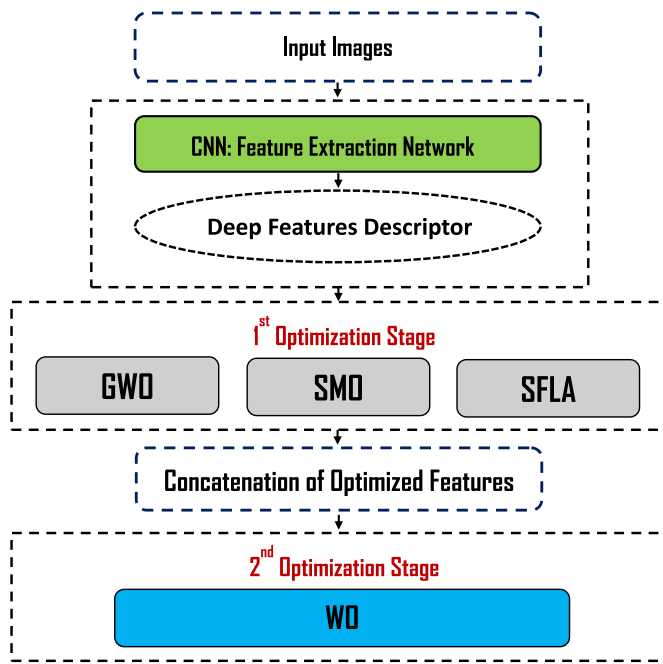 Input Images
CNN: Feature Extraction Network
Deep Features Descriptor
1st Optimization Stage
GWO SMO SFLA
Concatenation of Optimized Features
2nd Optimization Stage
WO